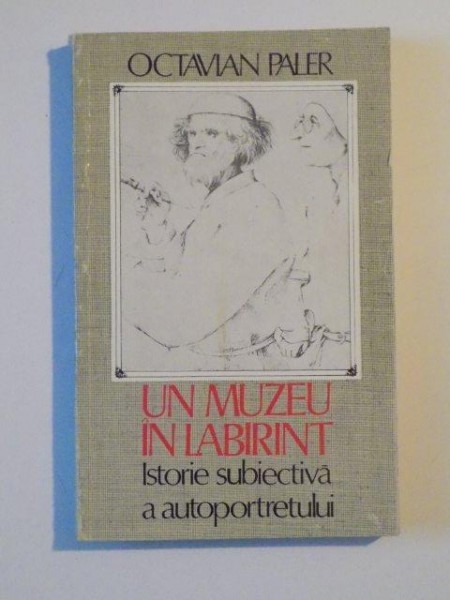 OCTAVIAN PALER
UN MUZEU
ÎN LABIRINT
Istorie subiectivă
a autoportretului